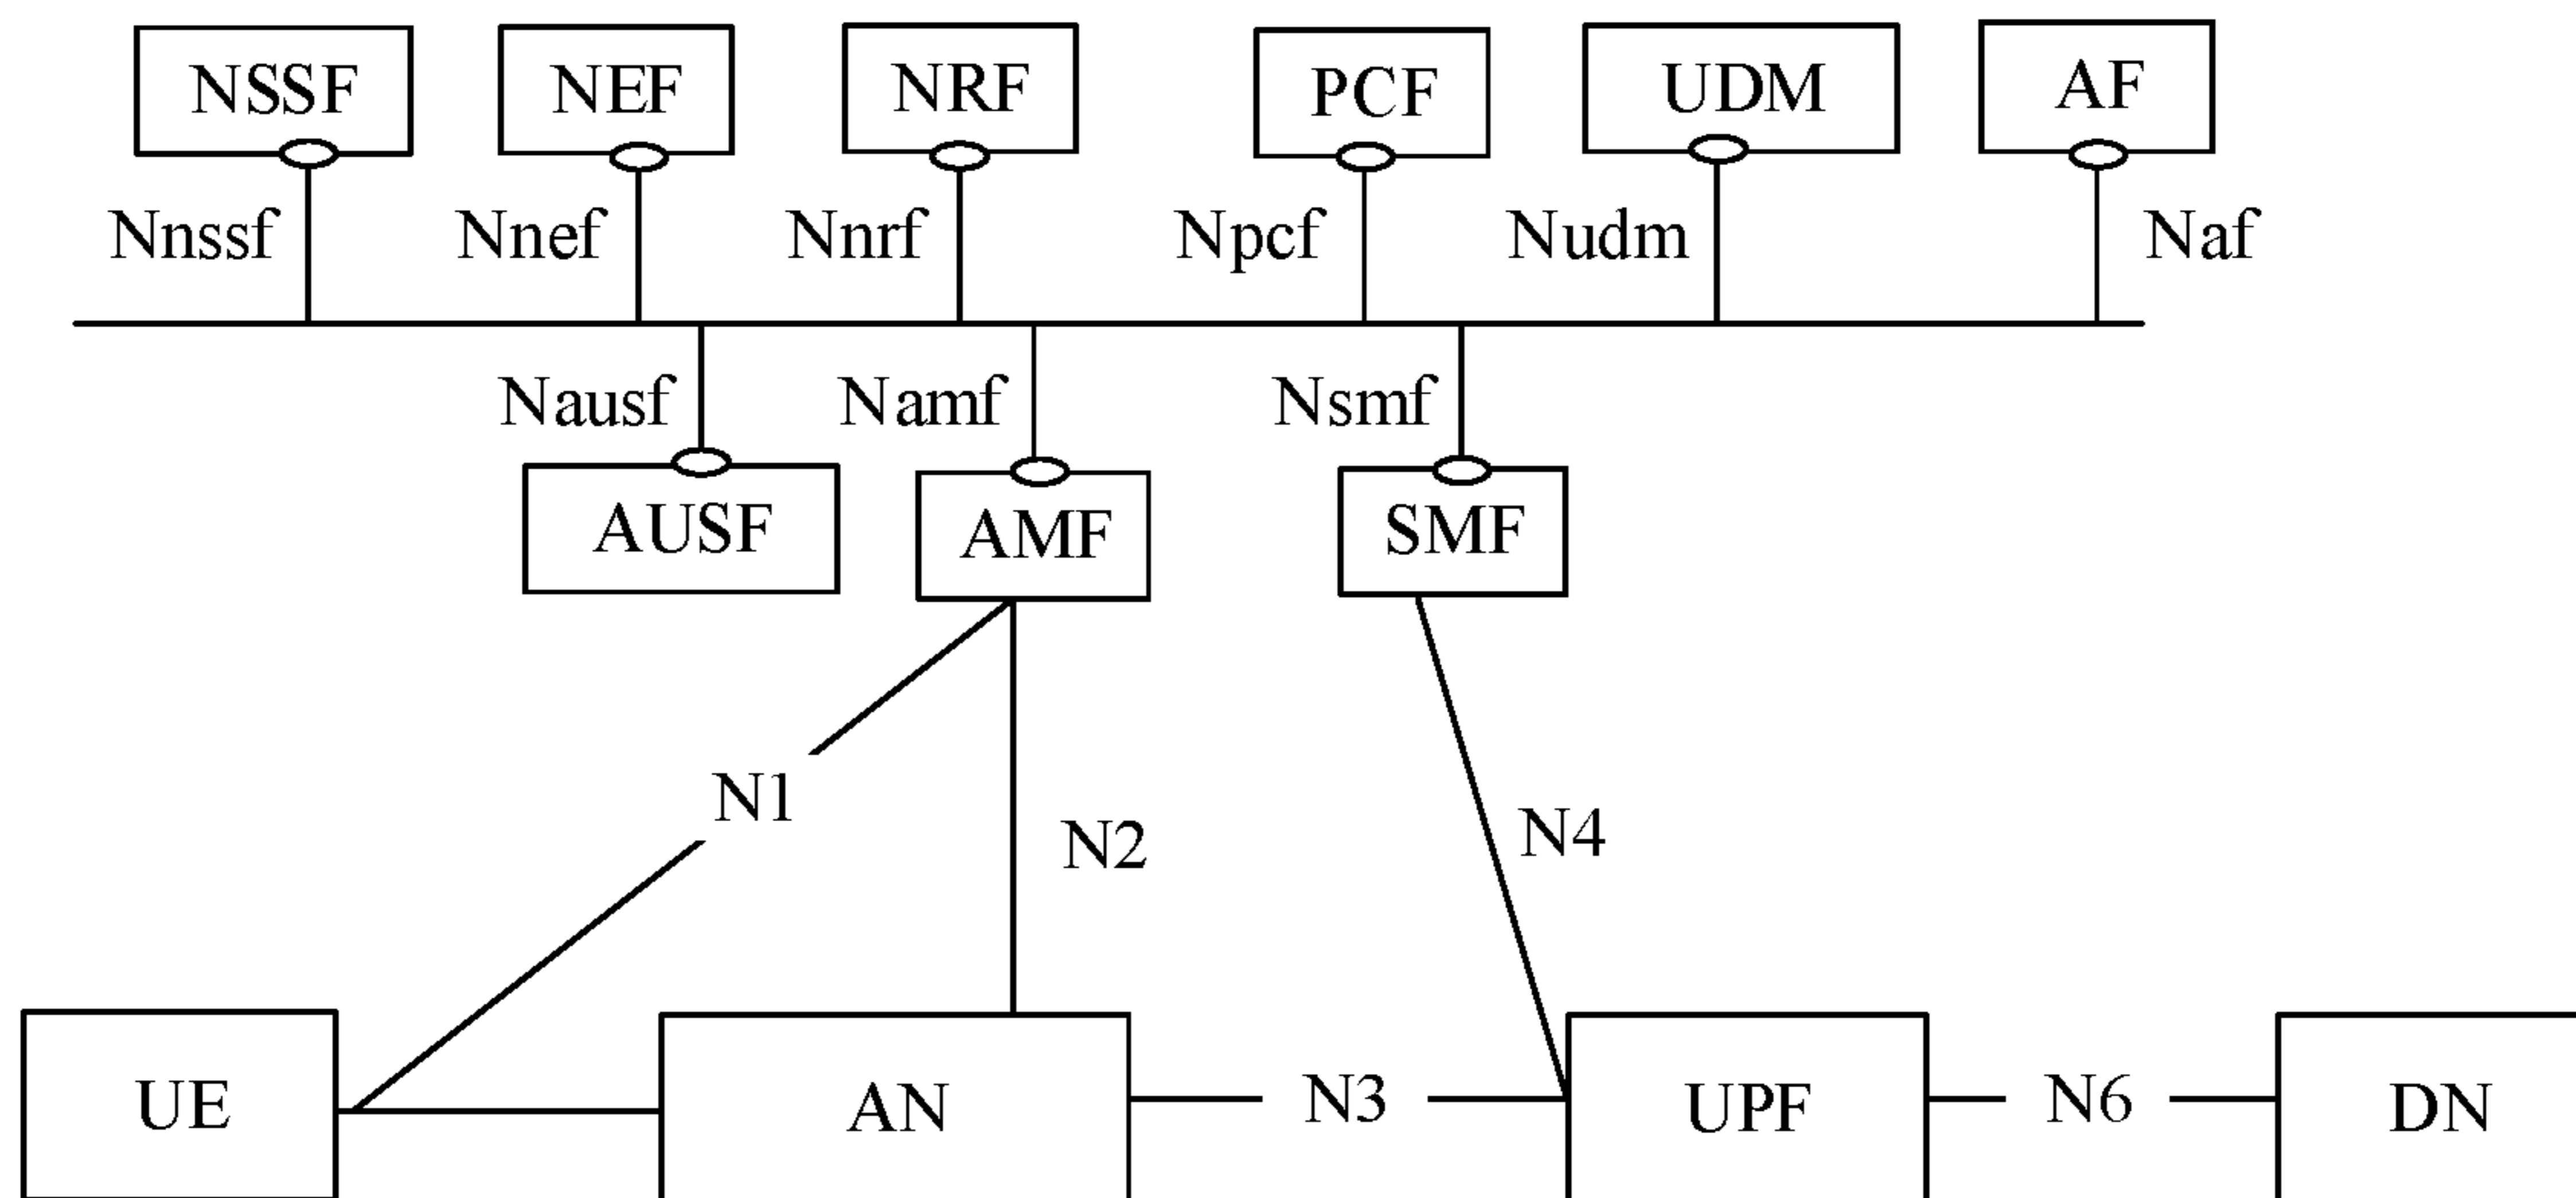 NSSF NEF NRF PCF UDM AF
Nnssf Nnef Nnrf Npcf Nudm Naf
Nausf Namf Nsmf
AUSF AMF SMF
N1 N2 N4
UE AN N3 UPF N6 DN